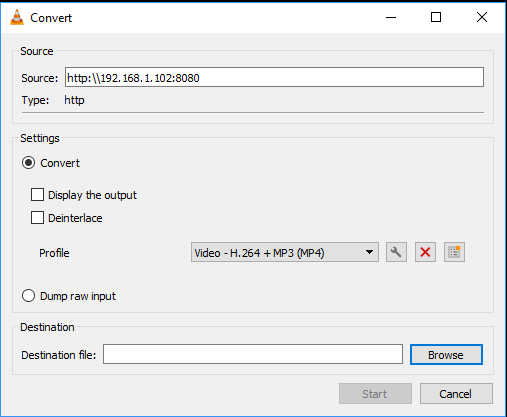 Convert
Source
Source: http:\\192.168.1.102:8080
Type: http
Settings
Convert
Display the output
Deinterlace
Profile Video - H.264 + MP3 (MP4)
Dump raw input
Destination
Destination file: Browse
Start Cancel